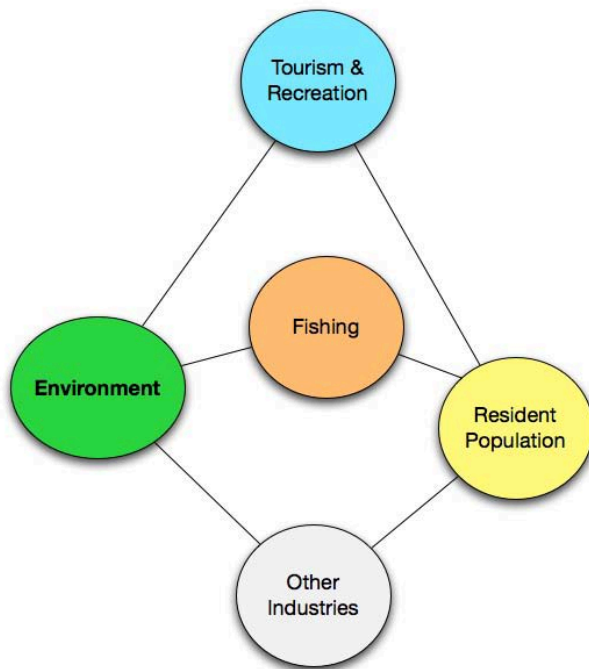 Tourism &
Recreation
Fishing
Environment
Resident
Population
Other
Industries